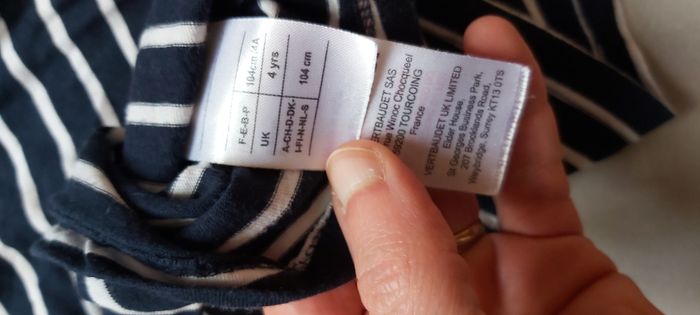 F-E-B-P 104cm/4A
UK 4 yrs
A-CH-D-DK- 104 cm
I-FI-N-NL-S
VERTBAUDET SAS
rue Winoc Chocqueel
59200 TOURCOING
France
VERTBAUDET UK LIMITED
Elder House,
St Georges Business Park,
207 Brooklands Road,
Weybridge, Surrey KT13 0TS